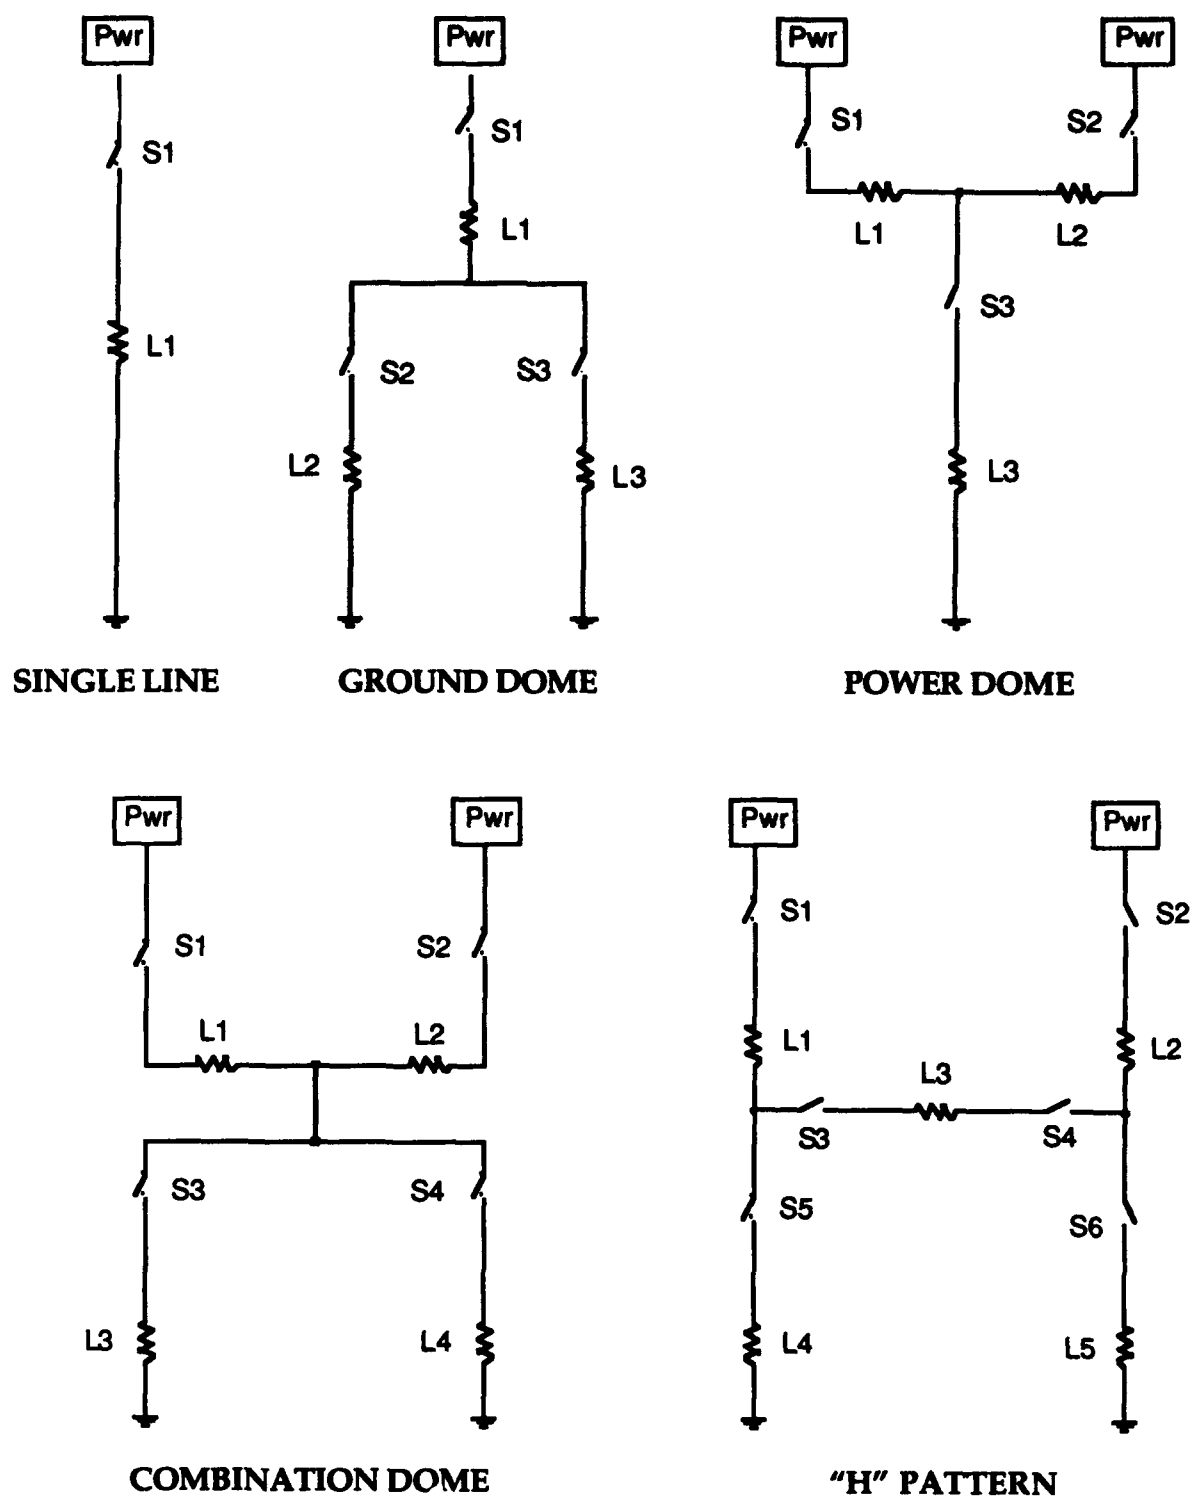 Pwr
S1
L1
SINGLE LINE
Pwr
S1
L1
S2
S3
L2
L3
GROUND DOME
Pwr
Pwr
S1
S2
L1
L2
S3
L3
POWER DOME
Pwr
Pwr
S1
S2
L1
L2
S3
S4
L3
L4
COMBINATION DOME
Pwr
Pwr
S1
S2
L1
L2
L3
S3
S4
S5
S6
L4
L5
"H" PATTERN